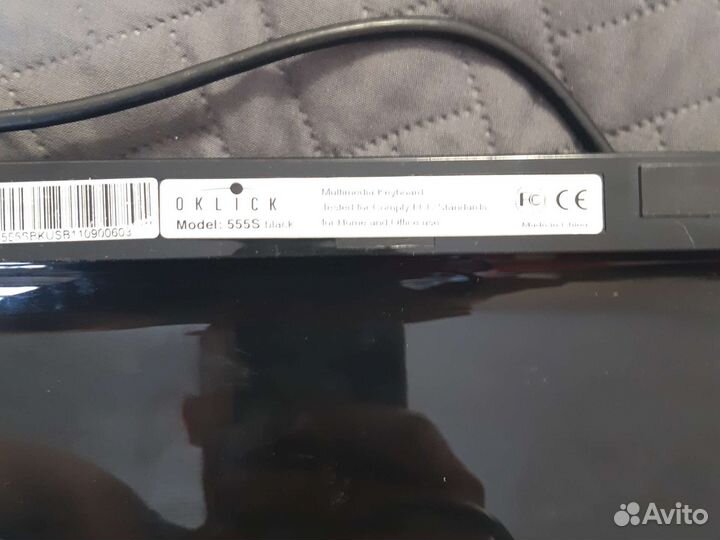 OKLICK
Model: 555S black
Multimedia Keyboard
Tested for Comply FCC Standards
for Home and Office use
FC CE
Made in China
555SBKUSB110900603
Avito